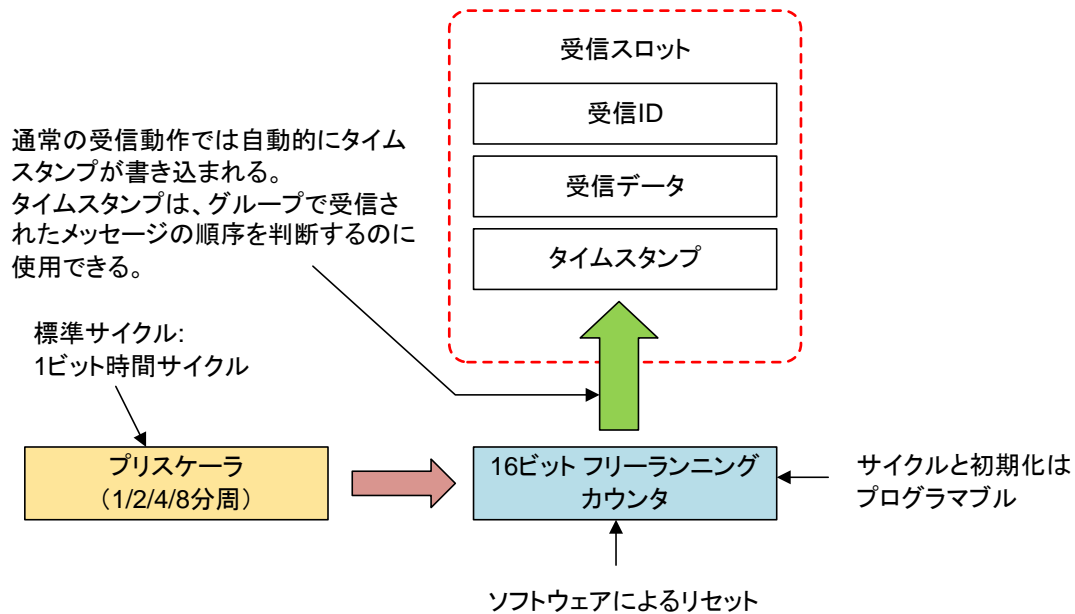 受信スロット
受信ID
受信データ
タイムスタンプ
通常の受信動作では自動的にタイム
スタンプが書き込まれる。
タイムスタンプは、グループで受信さ
れたメッセージの順序を判断するのに
使用できる。
標準サイクル:
1ビット時間サイクル
プリスケーラ
（1/2/4/8分周）
16ビット フリーランニング
カウンタ
サイクルと初期化は
プログラマブル
ソフトウェアによるリセット